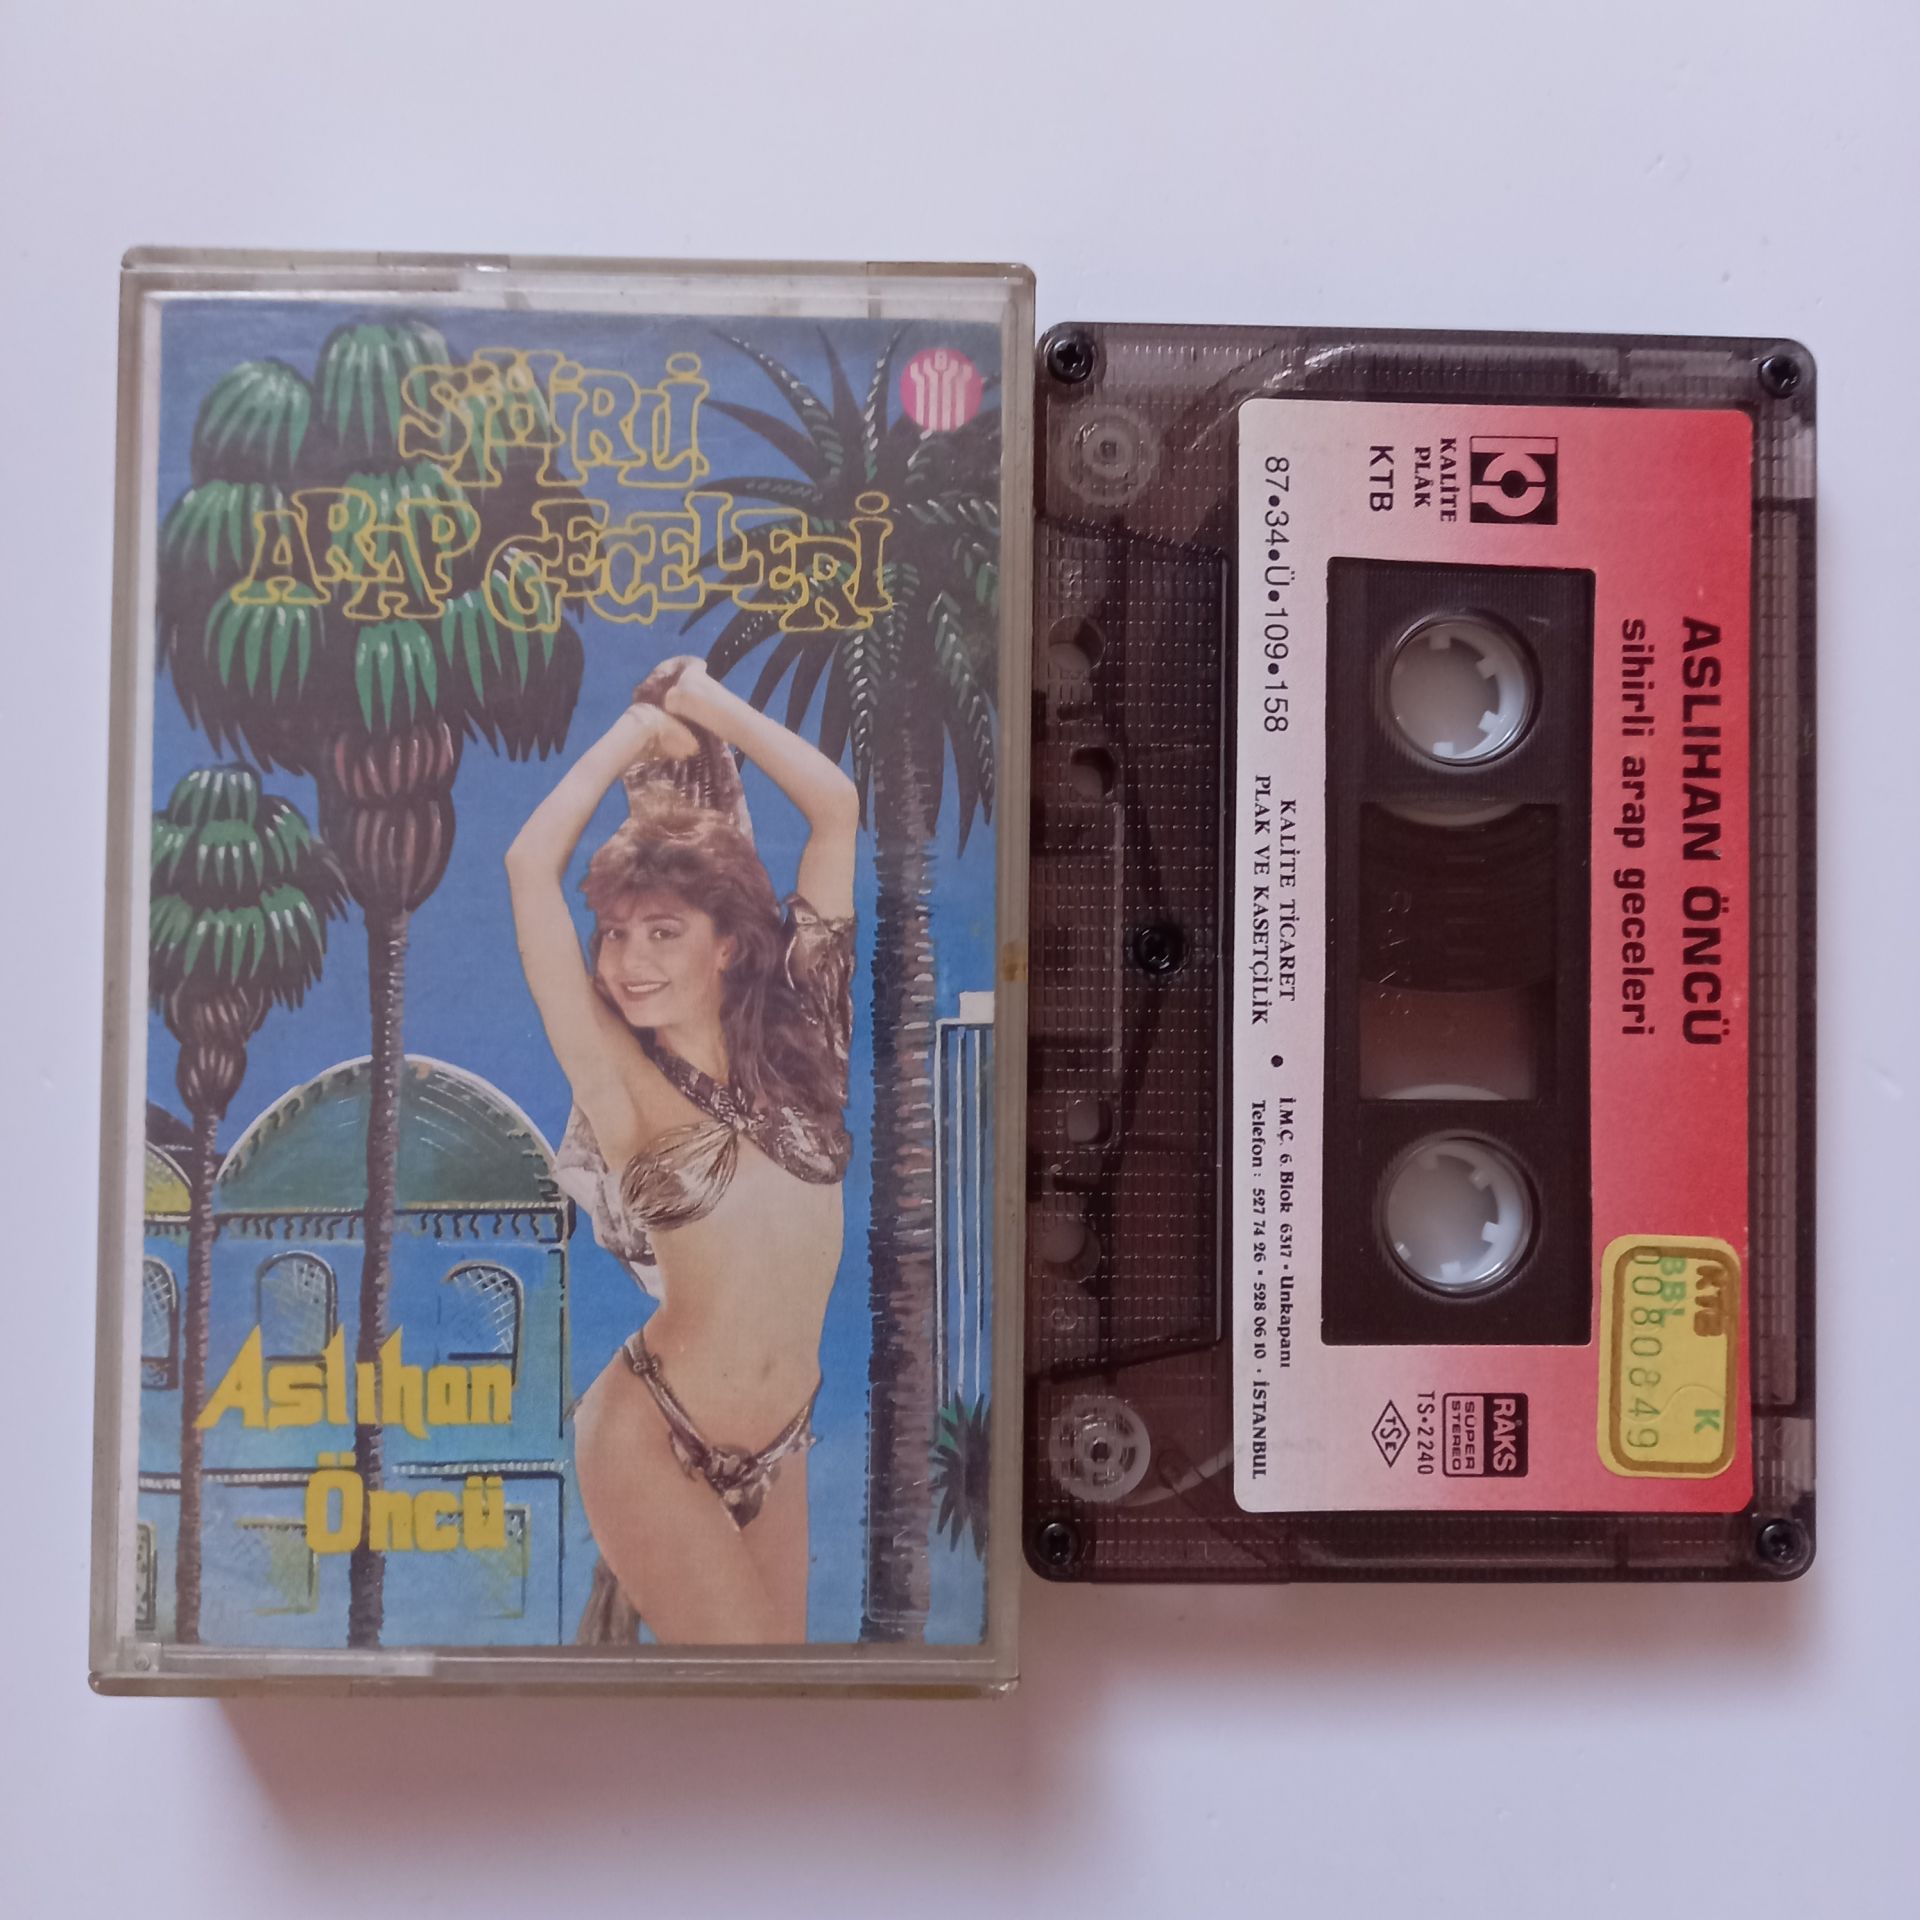 SİHİRLİ
ARAP GECELERİ
Aslıhan
Öncü
ASLIHAN ÖNCÜ
sihirli arap geceleri
KALİTE
PLÂK
KTB
87•34•Ü•109•158
KALİTE TİCARET
PLAK VE KASETÇİLİK
•
İ.M.Ç. 6. Blok 6317 • Unkapanı
Telefon : 527 74 26 • 528 06 10 • İSTANBUL
RAKS
SÜPER
STEREO
TS•2240
TSE
KTB
K
BBL
0080849